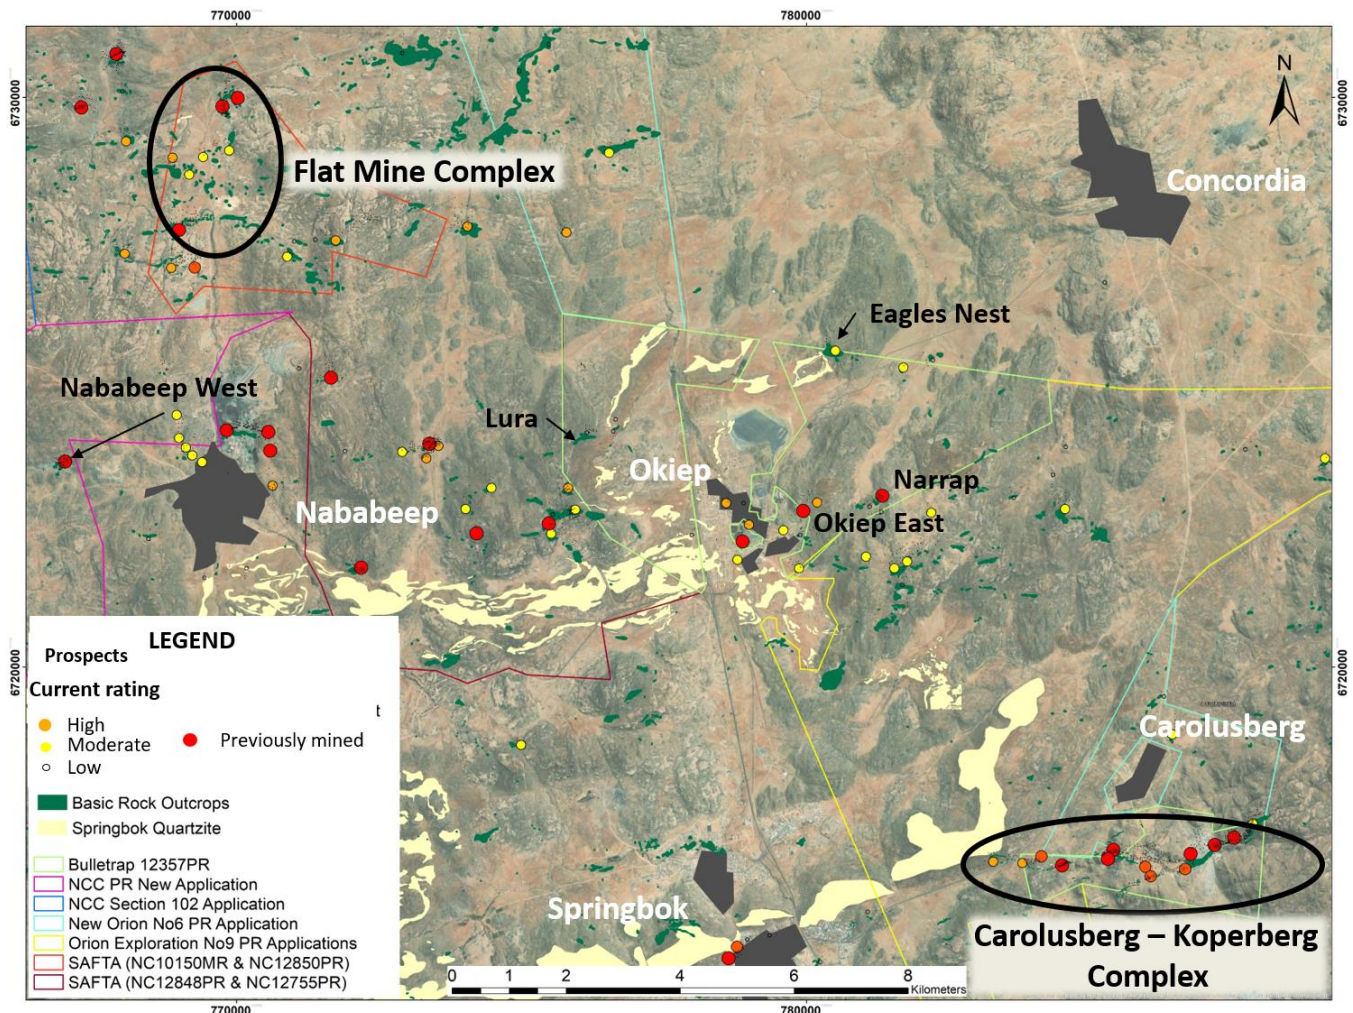 770000
780000
N
6730000
6730000
Flat Mine Complex
Concordia
Eagles Nest
Nababeep West
Lura
Okiep
Narrap
Nababeep
Okiep East
6720000
6720000
LEGEND
Prospects
Current rating
t
High
Moderate
Previously mined
Low
Basic Rock Outcrops
Springbok Quartzite
Bulletrap 12357PR
NCC PR New Application
NCC Section 102 Application
New Orion No6 PR Application
Orion Exploration No9 PR Applications
SAFTA (NC10150MR & NC12850PR)
SAFTA (NC12848PR & NC12755PR)
Carolusberg
Springbok
Carolusberg – Koperberg
Complex
0 1 2 4 6 8
Kilometers
770000
780000